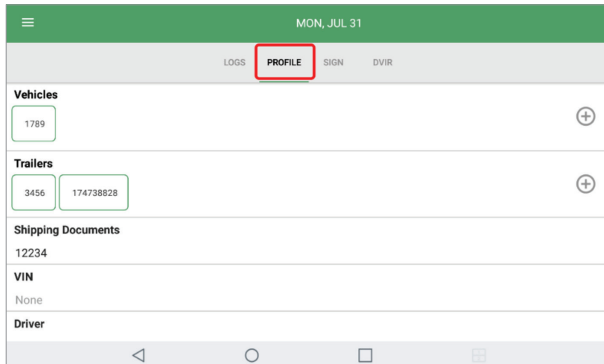 MON, JUL 31
LOGS PROFILE SIGN DVIR
Vehicles
1789
Trailers
3456 174738828
Shipping Documents
12234
VIN
None
Driver